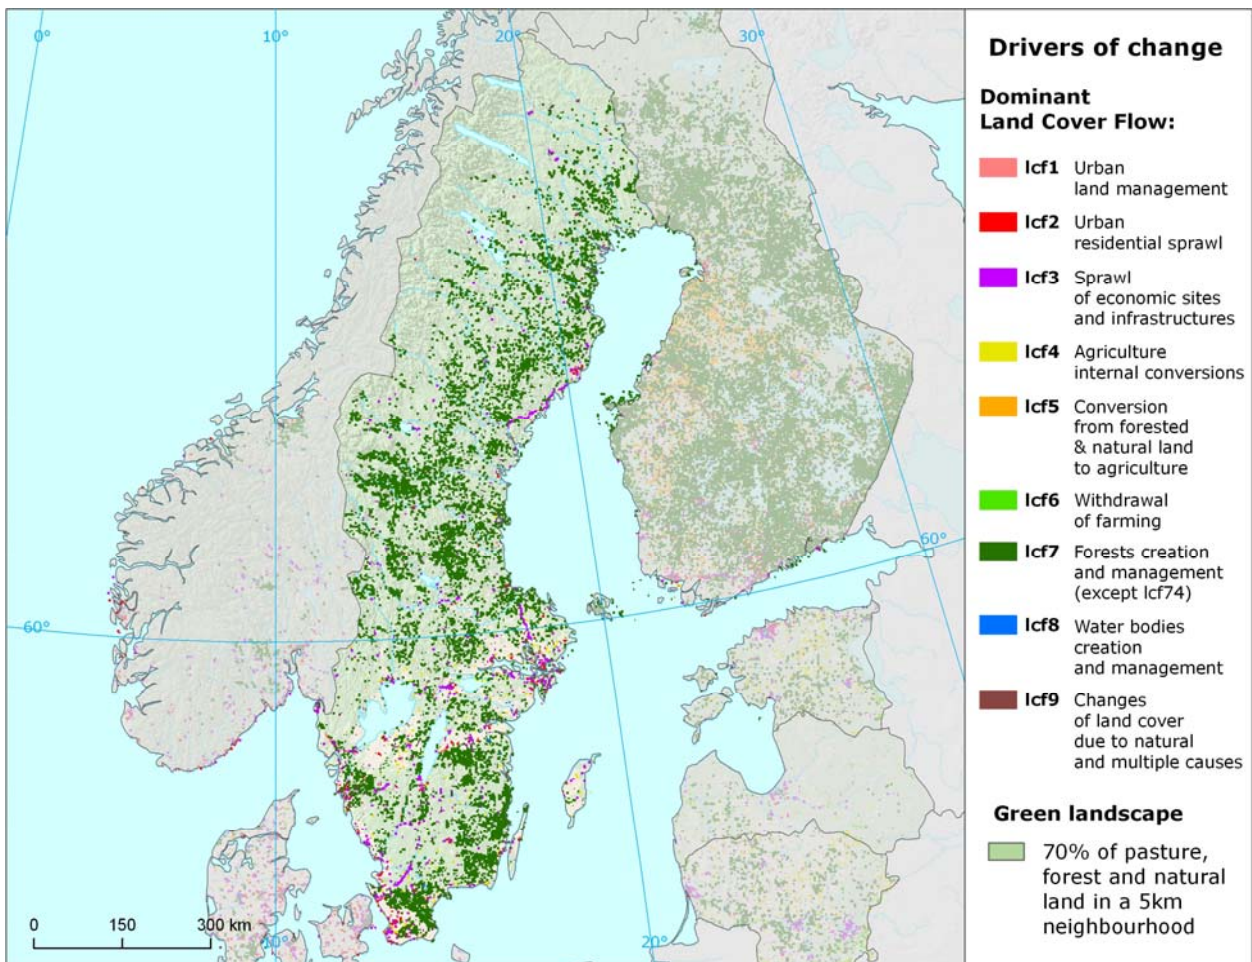 0°
10°
20°
30°
60°
60°
0
150
300 km
10°
20°
Drivers of change
Dominant
Land Cover Flow:
lcf1 Urban
land management
lcf2 Urban
residential sprawl
lcf3 Sprawl
of economic sites
and infrastructures
lcf4 Agriculture
internal conversions
lcf5 Conversion
from forested
& natural land
to agriculture
lcf6 Withdrawal
of farming
lcf7 Forests creation
and management
(except lcf74)
lcf8 Water bodies
creation
and management
lcf9 Changes
of land cover
due to natural
and multiple causes
Green landscape
70% of pasture,
forest and natural
land in a 5km
neighbourhood